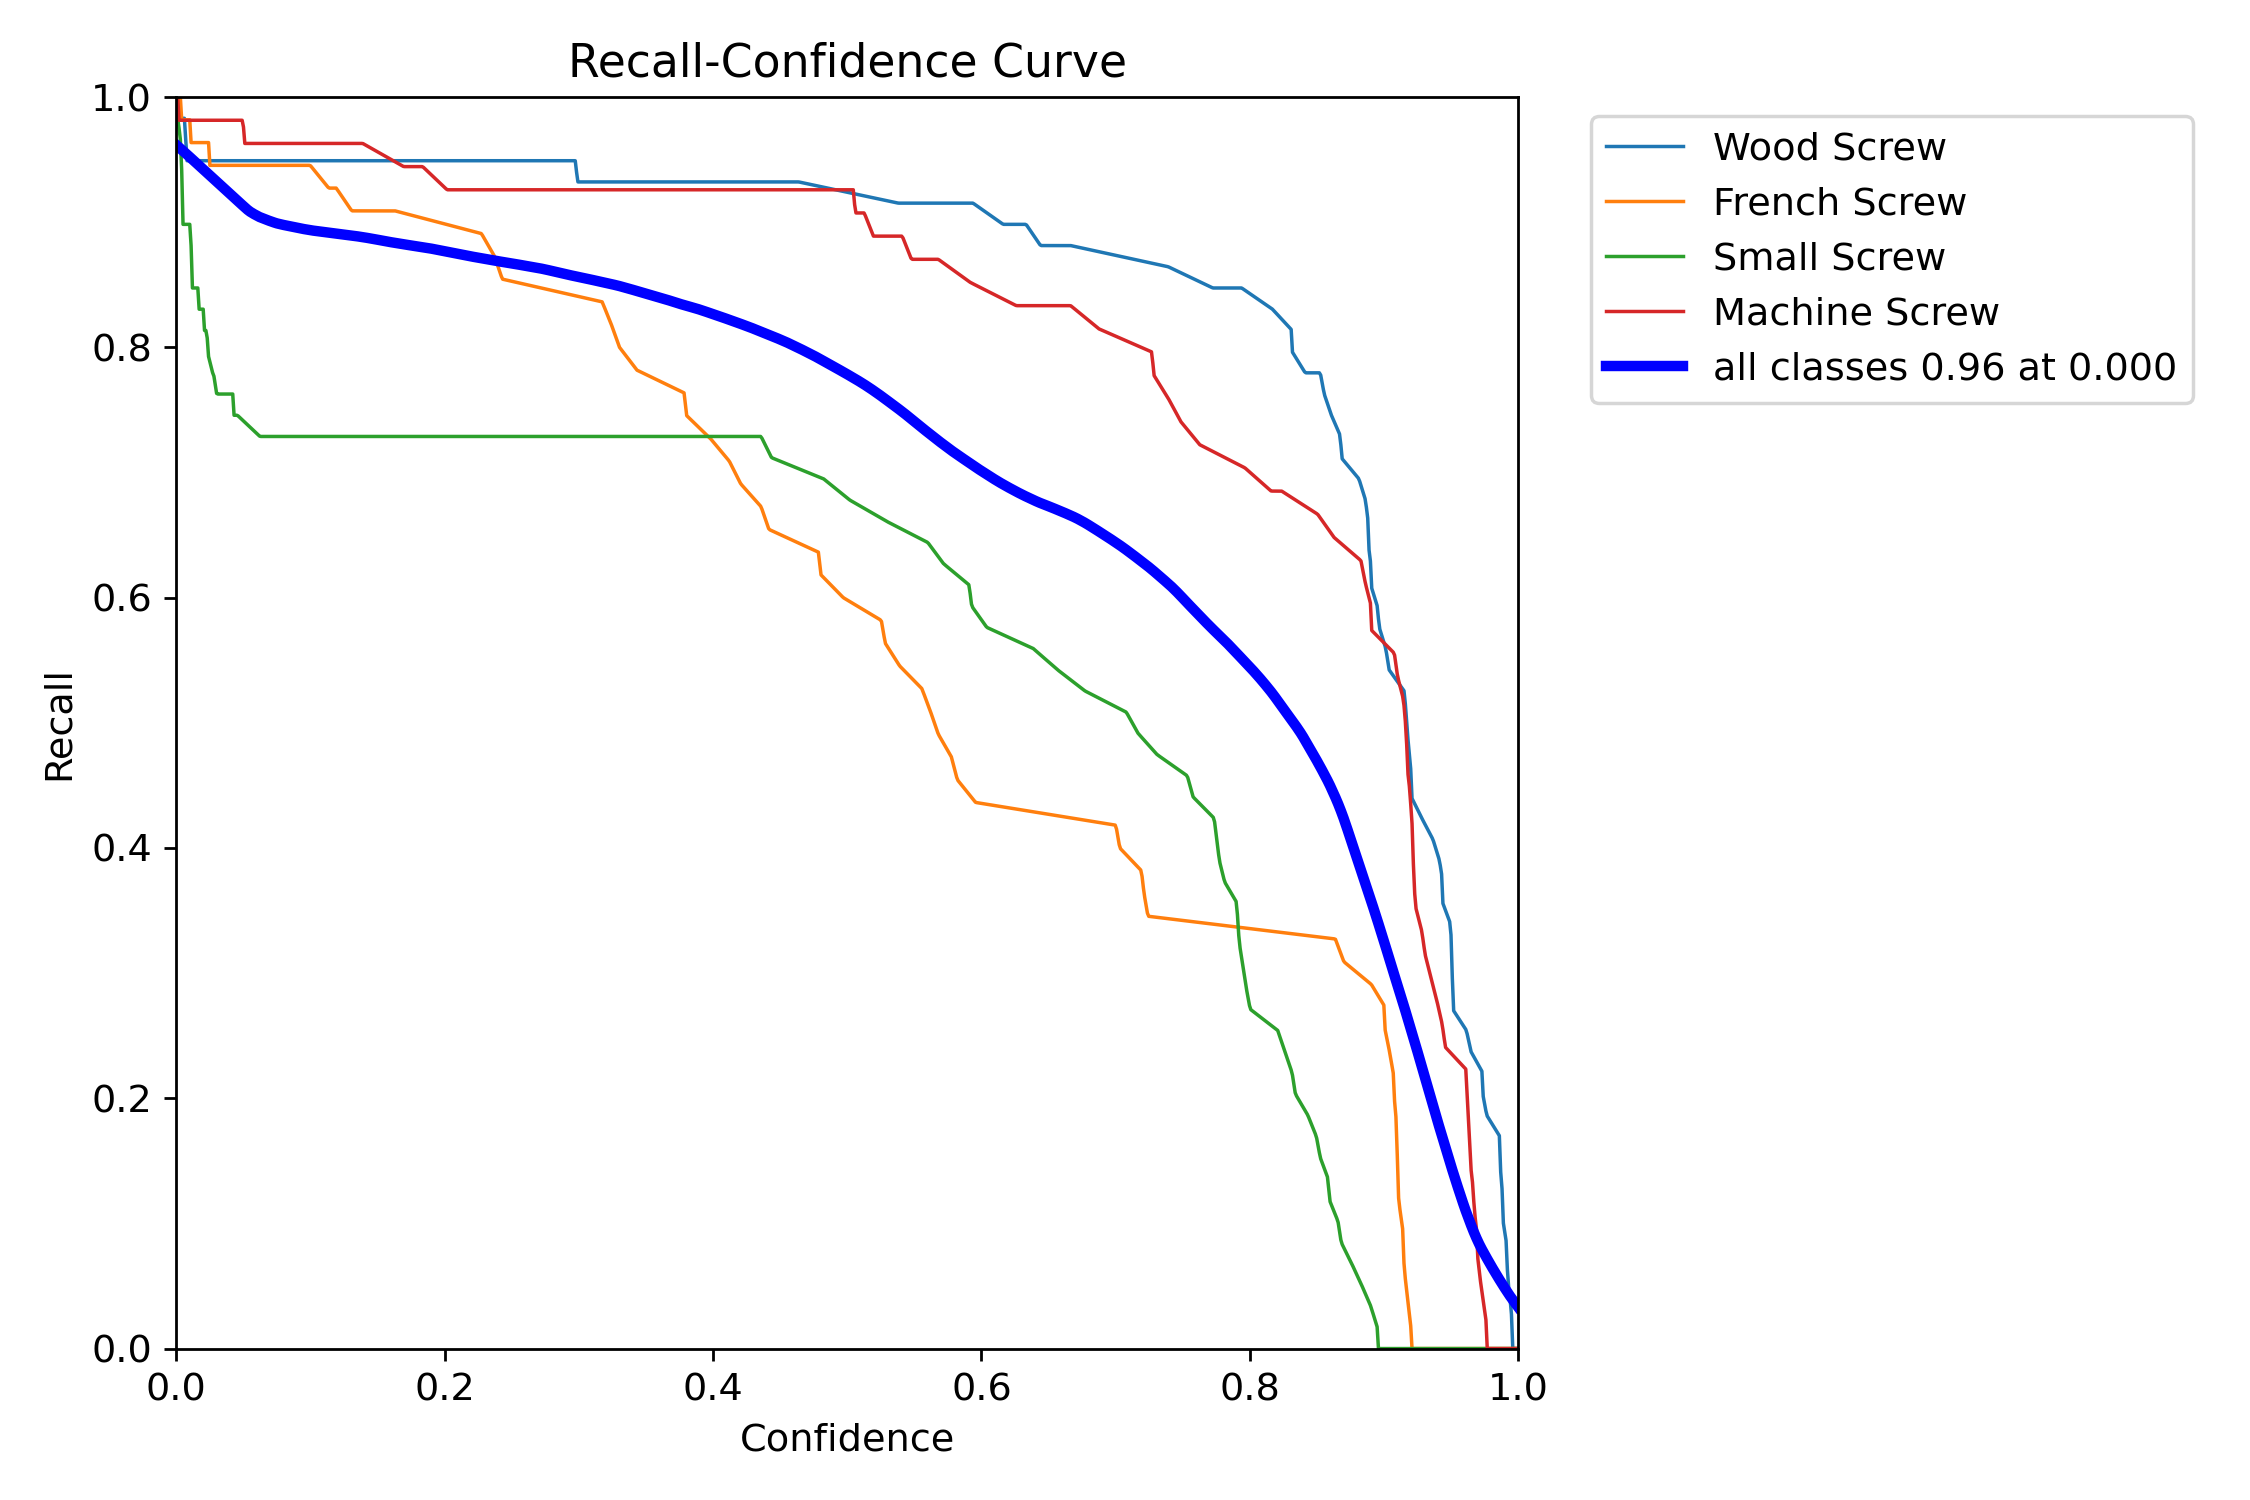 Recall-Confidence Curve
Wood Screw
French Screw
Small Screw
Machine Screw
all classes 0.96 at 0.000
1.0
0.8
0.6
0.4
0.2
0.0
Recall
0.0 0.2 0.4 0.6 0.8 1.0
Confidence